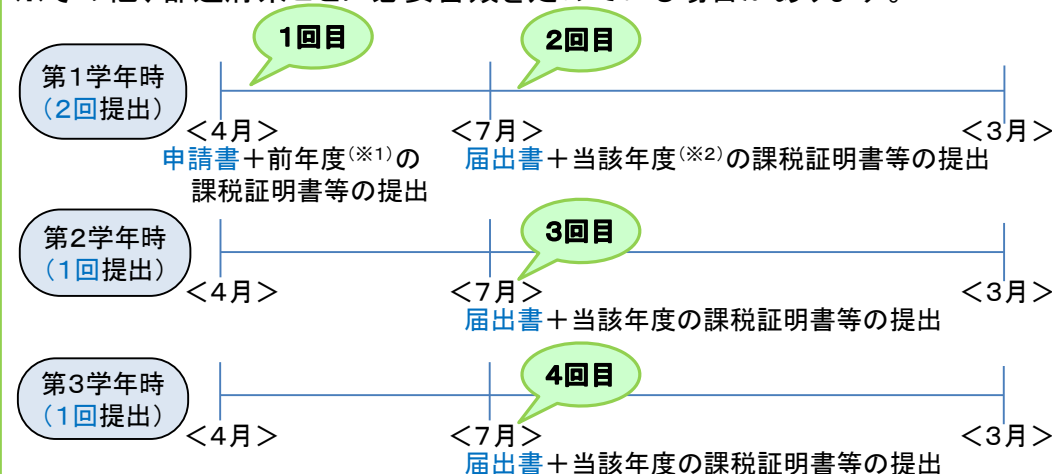 1回目
2回目
第1学年時
(2回提出)
<4月>
<7月>
<3月>
申請書+前年度(※1)の
課税証明書等の提出
届出書+当該年度(※2)の課税証明書等の提出
3回目
第2学年時
(1回提出)
<4月>
<7月>
<3月>
届出書+当該年度の課税証明書等の提出
4回目
第3学年時
(1回提出)
<4月>
<7月>
<3月>
届出書+当該年度の課税証明書等の提出